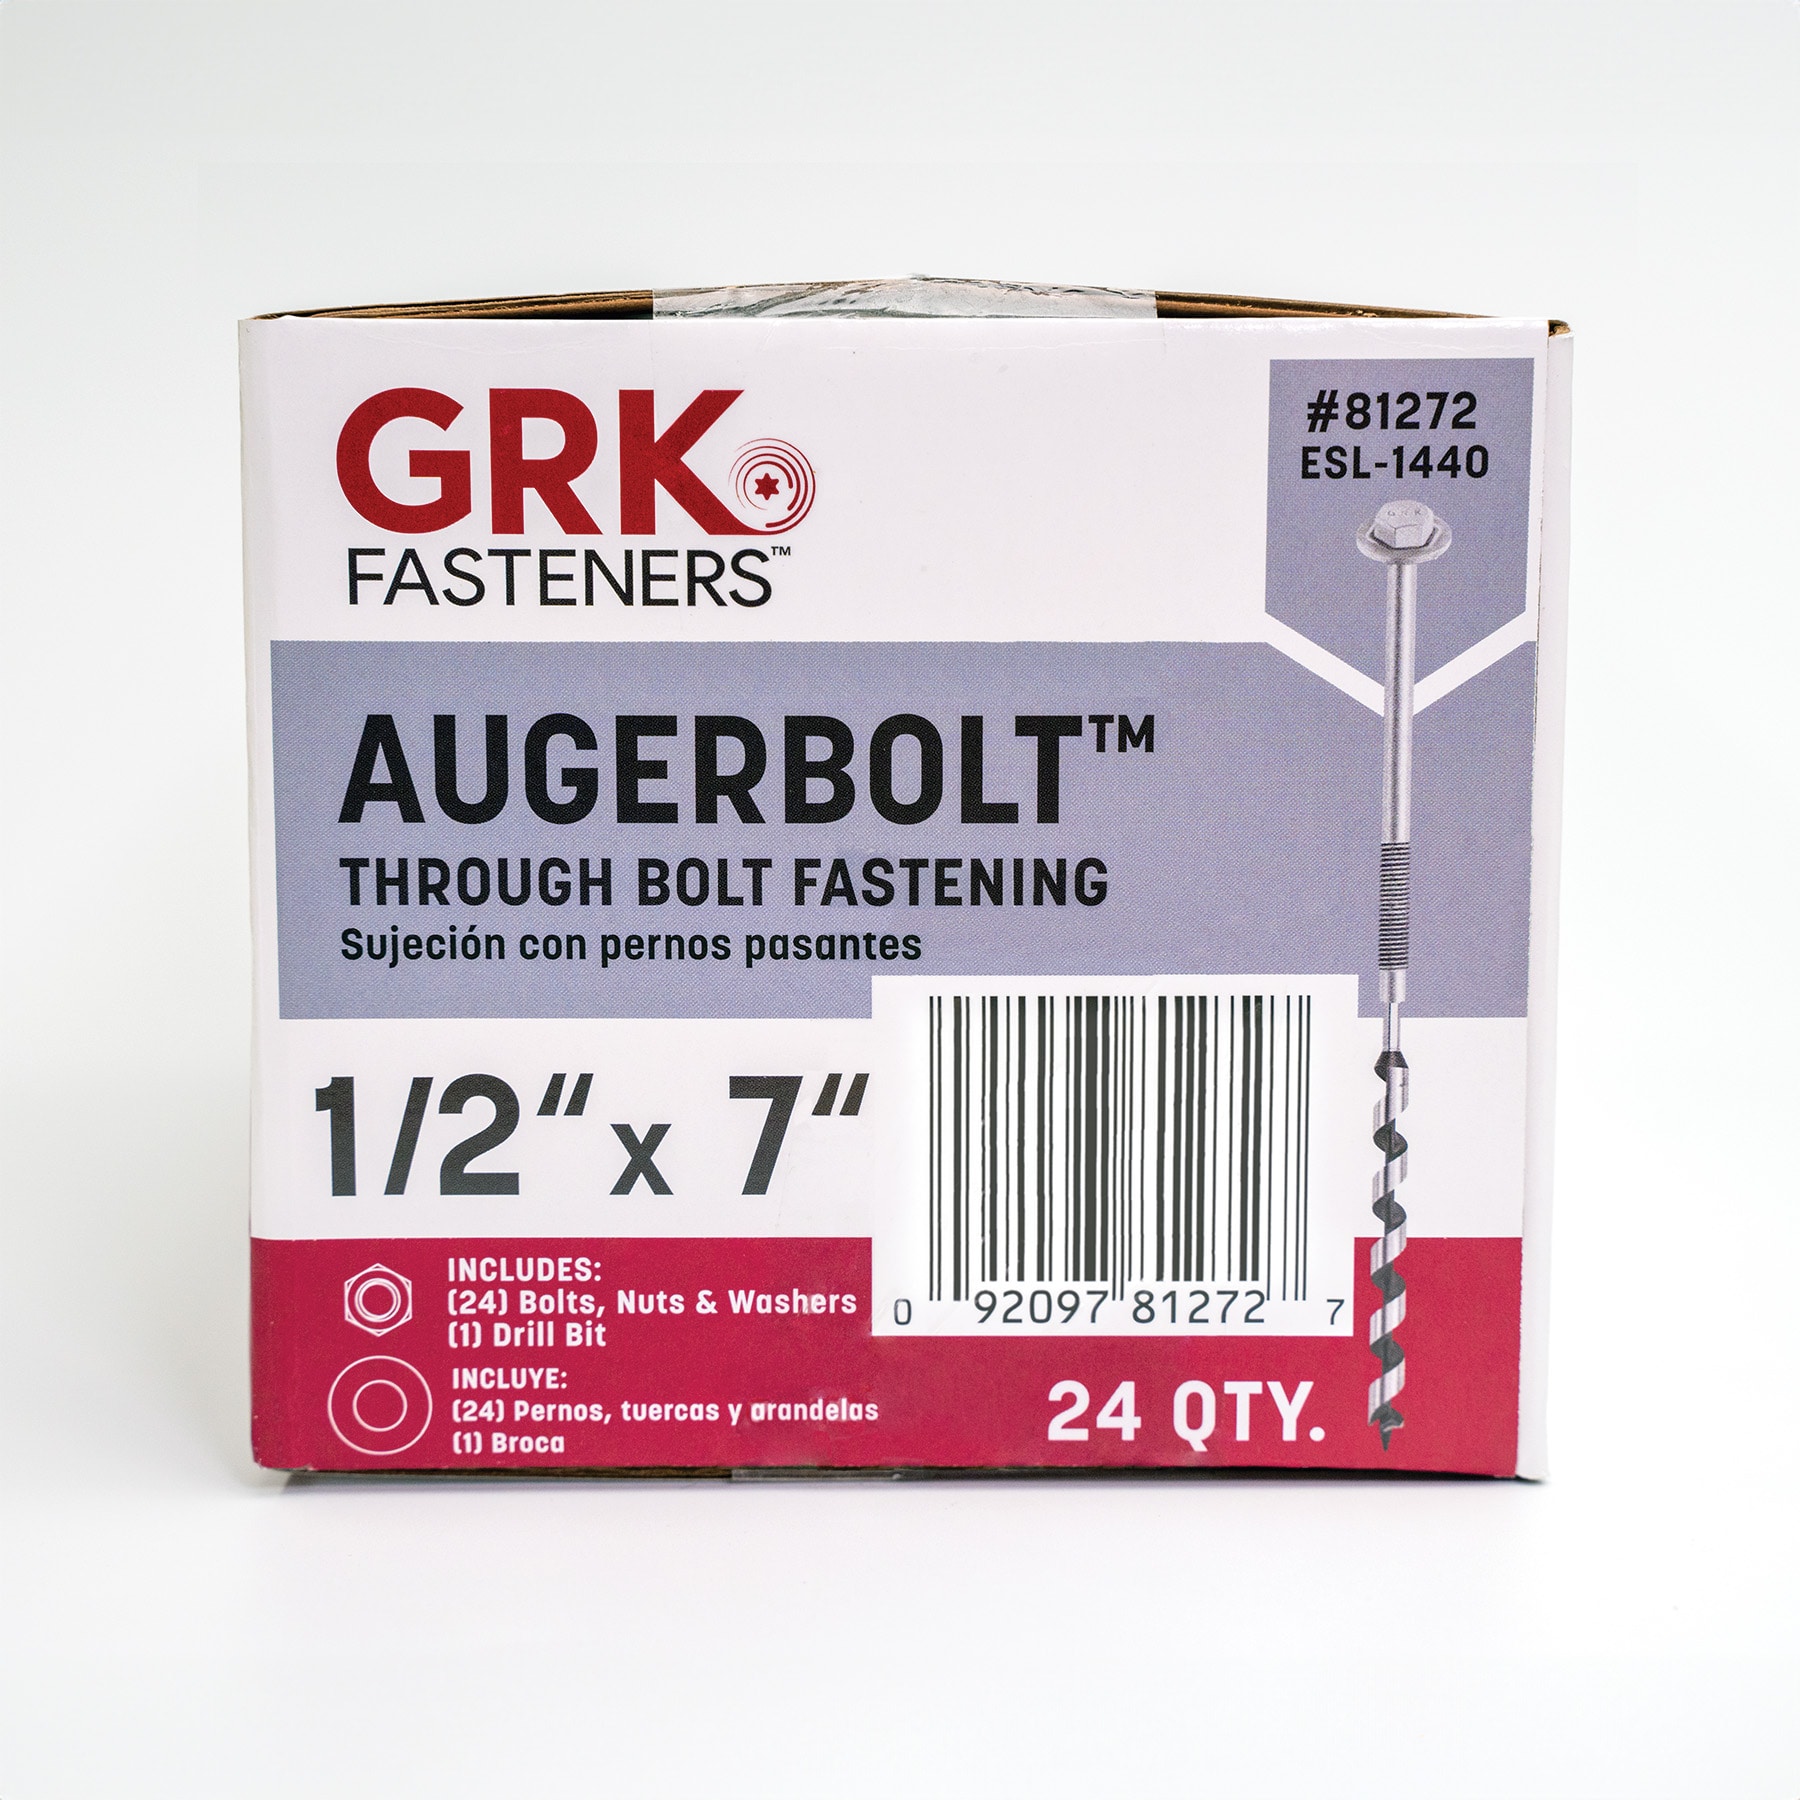 GRK
FASTENERS™
#81272
ESL-1440
GRK
AUGERBOLT™
THROUGH BOLT FASTENING
Sujeción con pernos pasantes
1/2“ x 7“
INCLUDES:
(24) Bolts, Nuts & Washers
(1) Drill Bit
INCLUYE:
(24) Pernos, tuercas y arandelas
(1) Broca
0 92097 81272 7
24 QTY.